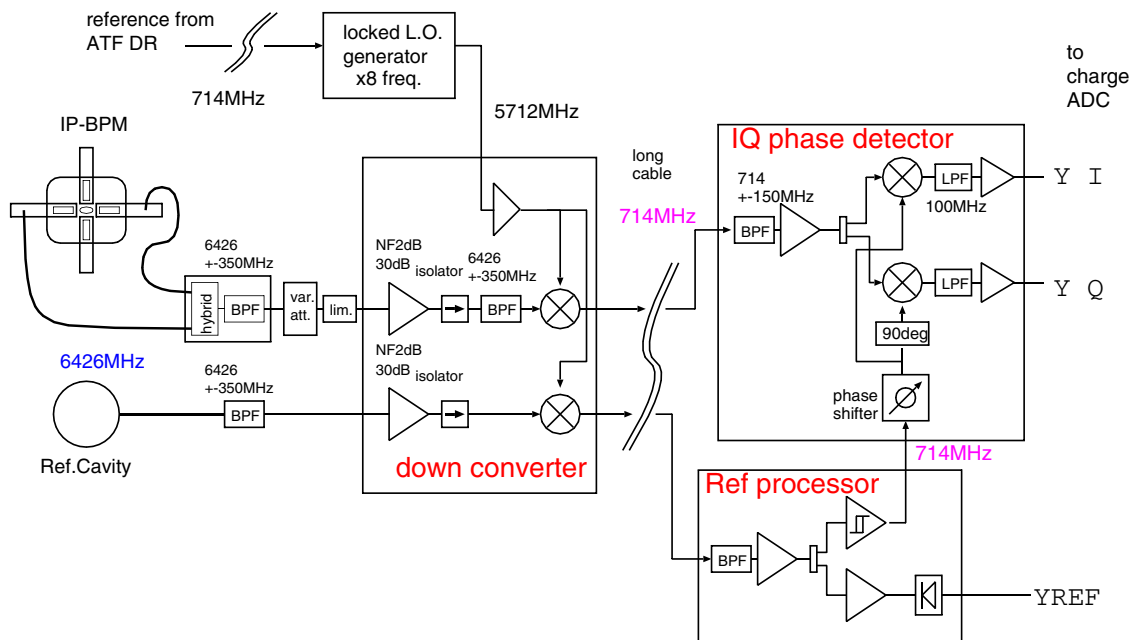 reference from
ATF DR
714MHz
locked L.O.
generator
x8 freq.
5712MHz
to
charge
ADC
IP-BPM
IQ phase detector
long
cable
714MHz
714
+-150MHz
BPF
LPF
100MHz
Y I
LPF
Y Q
90deg
phase
shifter
714MHz
6426
+-350MHz
hybrid
BPF
var.
att.
lim.
NF2dB
30dB
isolator
6426
+-350MHz
BPF
6426MHz
Ref.Cavity
6426
+-350MHz
BPF
NF2dB
30dB
isolator
down converter
Ref processor
BPF
YREF